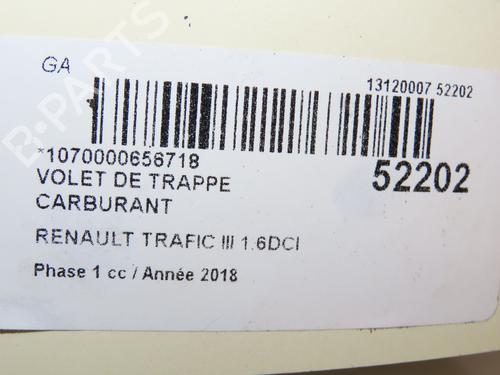 GA
13120007 52202
*1070000656718
52202
VOLET DE TRAPPE
CARBURANT
RENAULT TRAFIC III 1.6DCI
Phase 1 cc / Année 2018
B-PARTS